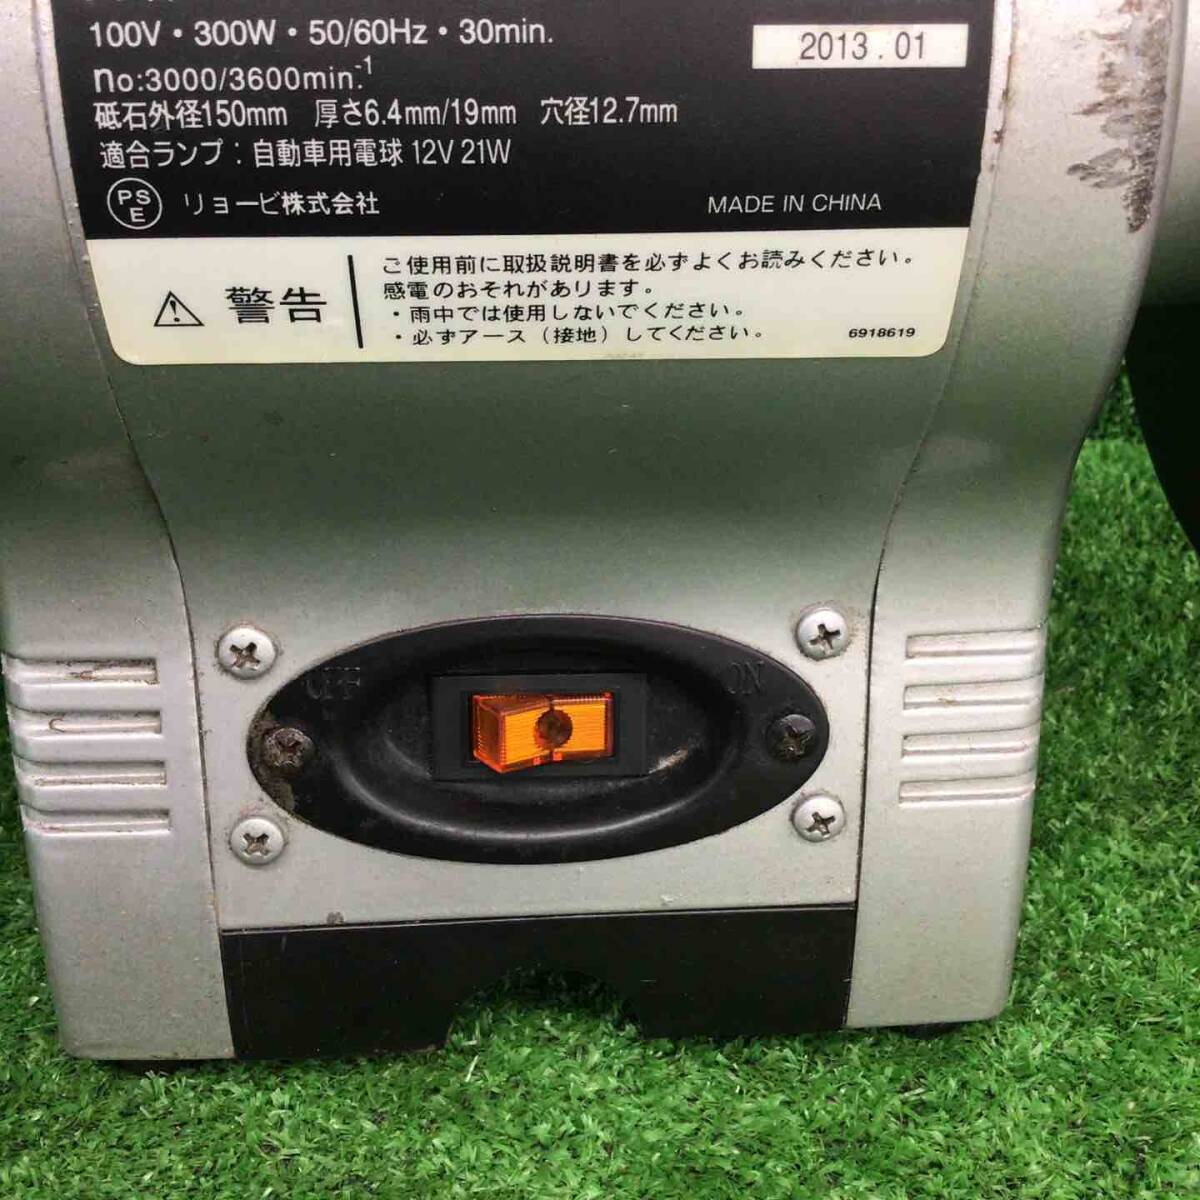 100V・300W・50/60Hz・30min.
2013.01
no:3000/3600min.-1
砥石外径150mm 厚さ6.4mm/19mm 穴径12.7mm
適合ランプ:自動車用電球 12V 21W
PS E リョービ株式会社 MADE IN CHINA
警告
ご使用前に取扱説明書を必ずよくお読みください。
感電のおそれがあります。
・雨中では使用しないでください。
・必ずアース(接地)してください。
6918619
OFF
ON